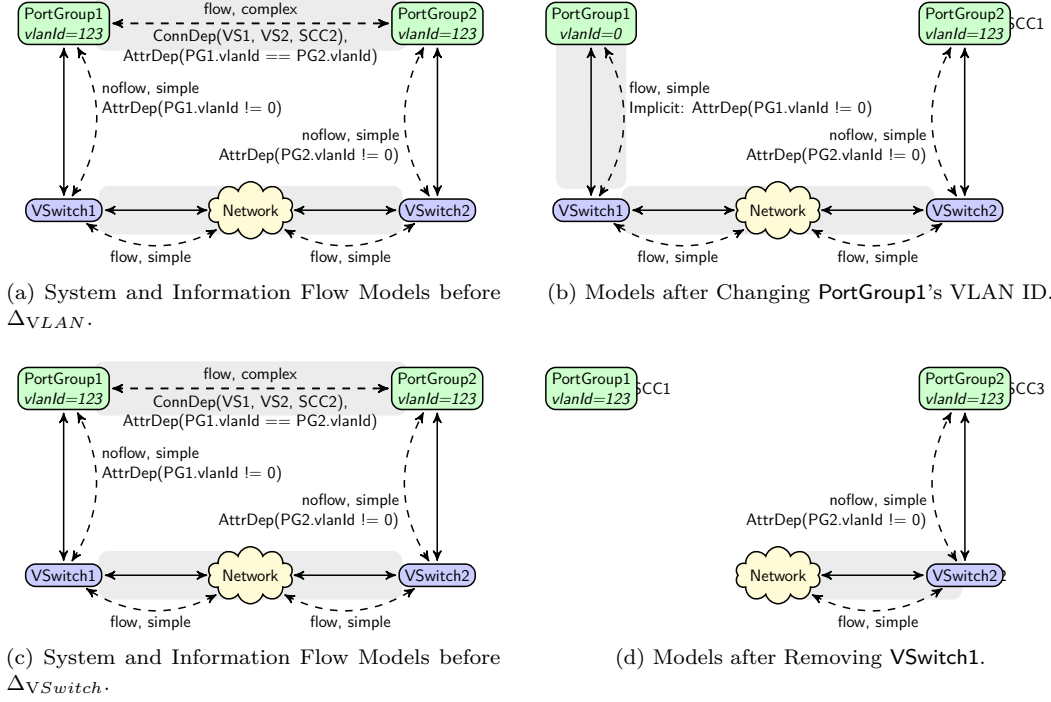 PortGroup1
vlanId=123
flow, complex
ConnDep(VS1, VS2, SCC2),
AttrDep(PG1.vlanId == PG2.vlanId)
PortGroup2
vlanId=123
noflow, simple
AttrDep(PG1.vlanId != 0)
noflow, simple
AttrDep(PG2.vlanId != 0)
VSwitch1
Network
VSwitch2
flow, simple
flow, simple
(a) System and Information Flow Models before
ΔVLAN.
PortGroup1
vlanId=0
PortGroup2
vlanId=123
SCC1
flow, simple
Implicit: AttrDep(PG1.vlanId != 0)
noflow, simple
AttrDep(PG2.vlanId != 0)
VSwitch1
Network
VSwitch2
flow, simple
flow, simple
(b) Models after Changing PortGroup1's VLAN ID.
PortGroup1
vlanId=123
flow, complex
ConnDep(VS1, VS2, SCC2),
AttrDep(PG1.vlanId == PG2.vlanId)
PortGroup2
vlanId=123
noflow, simple
AttrDep(PG1.vlanId != 0)
noflow, simple
AttrDep(PG2.vlanId != 0)
VSwitch1
Network
VSwitch2
flow, simple
flow, simple
(c) System and Information Flow Models before
ΔVSwitch.
PortGroup1
vlanId=123
SCC1
PortGroup2
vlanId=123
SCC3
noflow, simple
AttrDep(PG2.vlanId != 0)
Network
VSwitch2
flow, simple
(d) Models after Removing VSwitch1.